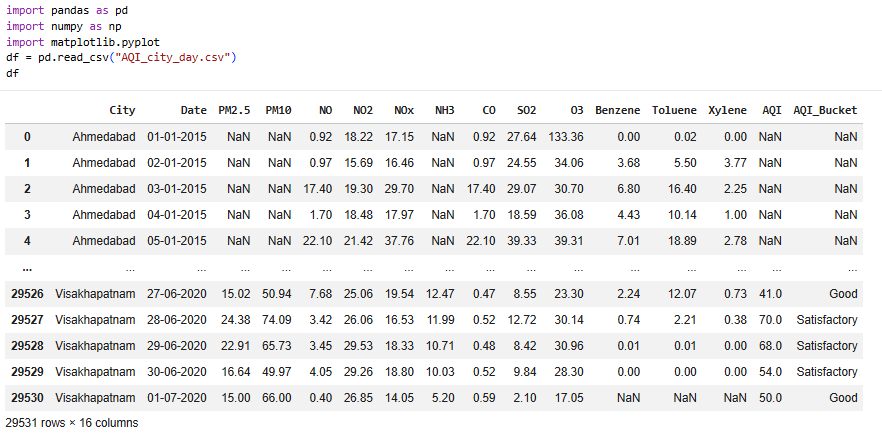 import pandas as pd
import numpy as np
import matplotlib.pyplot
df = pd.read_csv("AQI_city_day.csv")
df
City Date PM2.5 PM10 NO NO2 NOx NH3 CO SO2 O3 Benzene Toluene Xylene AQI AQI_Bucket
0 Ahmedabad 01-01-2015 NaN NaN 0.92 18.22 17.15 NaN 0.92 27.64 133.36 0.00 0.02 0.00 NaN NaN
1 Ahmedabad 02-01-2015 NaN NaN 0.97 15.69 16.46 NaN 0.97 24.55 34.06 3.68 5.50 3.77 NaN NaN
2 Ahmedabad 03-01-2015 NaN NaN 17.40 19.30 29.70 NaN 17.40 29.07 30.70 6.80 16.40 2.25 NaN NaN
3 Ahmedabad 04-01-2015 NaN NaN 1.70 18.48 17.97 NaN 1.70 18.59 36.08 4.43 10.14 1.00 NaN NaN
4 Ahmedabad 05-01-2015 NaN NaN 22.10 21.42 37.76 NaN 22.10 39.33 39.31 7.01 18.89 2.78 NaN NaN
... ... ... ... ... ... ... ... ... ... ... ... ... ... ... ... ...
29526 Visakhapatnam 27-06-2020 15.02 50.94 7.68 25.06 19.54 12.47 0.47 8.55 23.30 2.24 12.07 0.73 41.0 Good
29527 Visakhapatnam 28-06-2020 24.38 74.09 3.42 26.06 16.53 11.99 0.52 12.72 30.14 0.74 2.21 0.38 70.0 Satisfactory
29528 Visakhapatnam 29-06-2020 22.91 65.73 3.45 29.53 18.33 10.71 0.48 8.42 30.96 0.01 0.01 0.00 68.0 Satisfactory
29529 Visakhapatnam 30-06-2020 16.64 49.97 4.05 29.26 18.80 10.03 0.52 9.84 28.30 0.00 0.00 0.00 54.0 Satisfactory
29530 Visakhapatnam 01-07-2020 15.00 66.00 0.40 26.85 14.05 5.20 0.59 2.10 17.05 NaN NaN NaN 50.0 Good
29531 rows × 16 columns